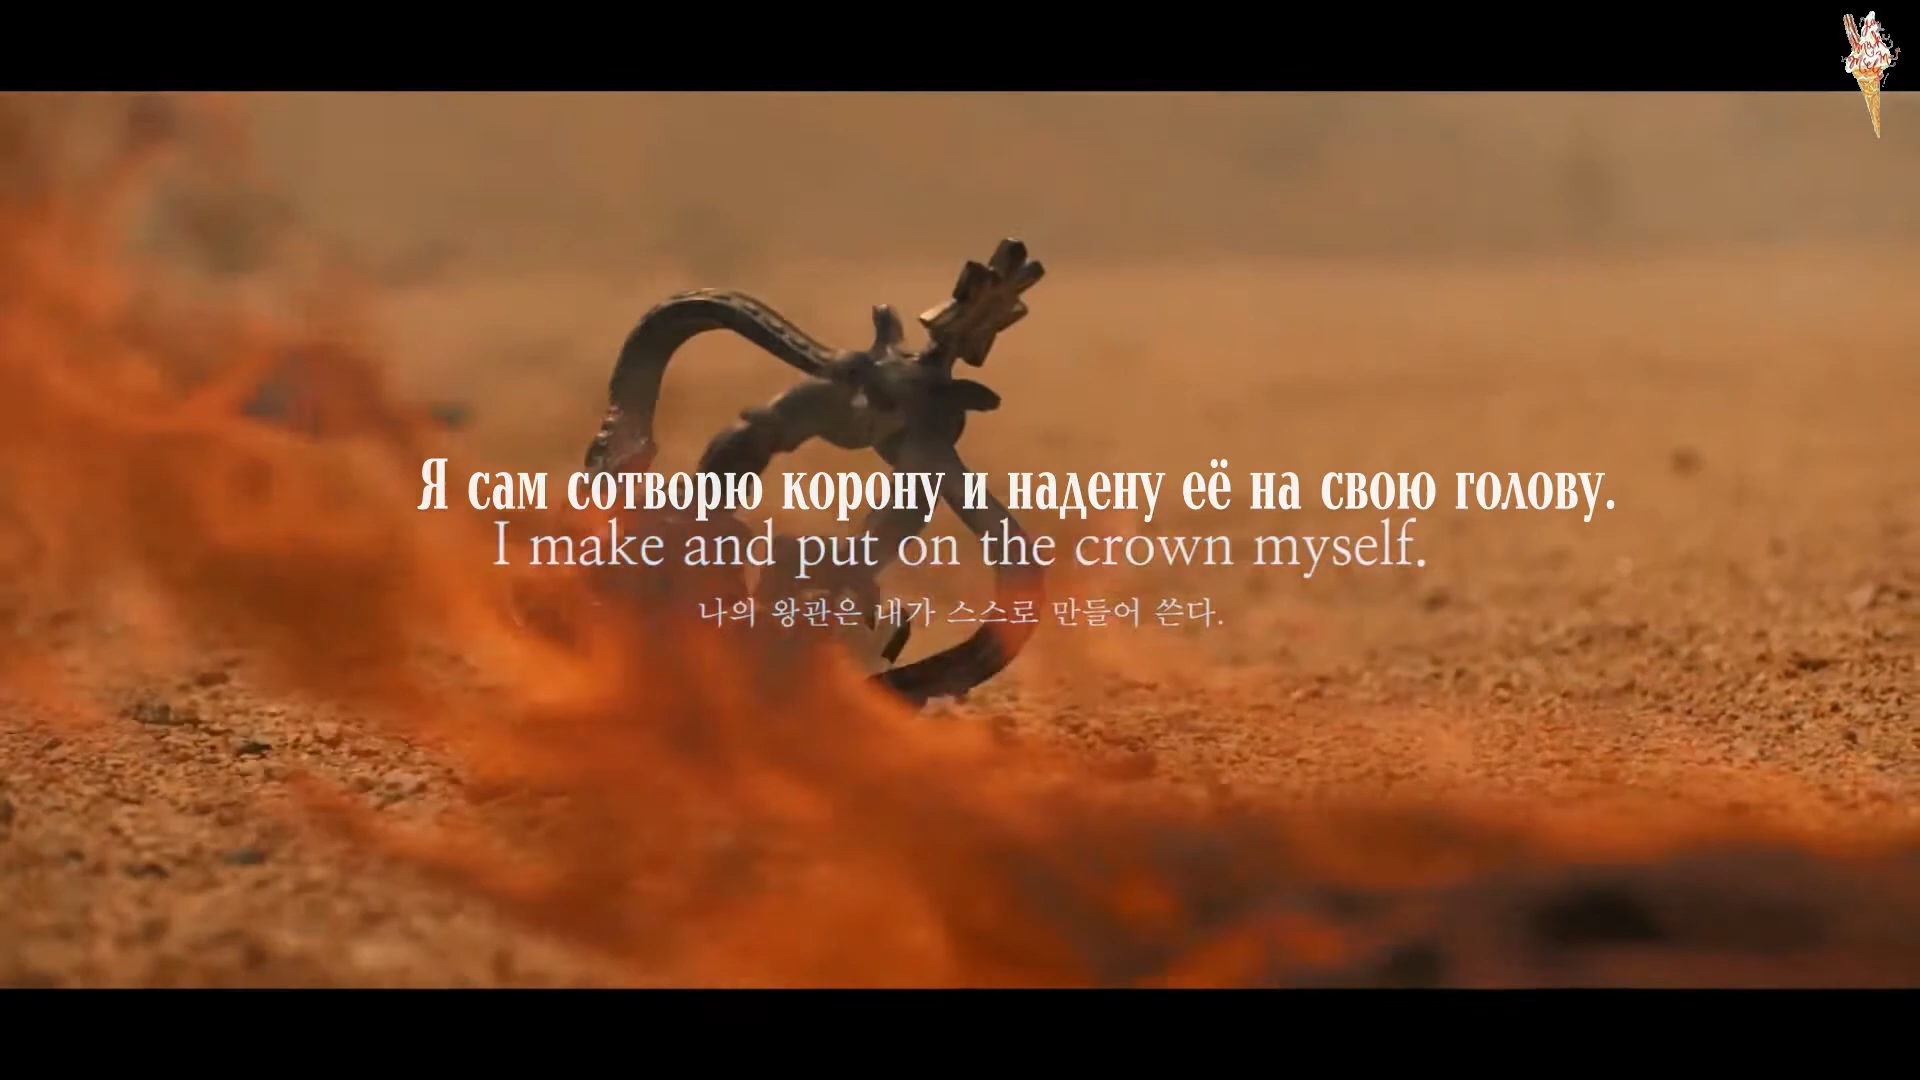 Я сам сотворю корону и надену её на свою голову.
I make and put on the crown myself.
나의 왕관은 내가 스스로 만들어 쓴다.